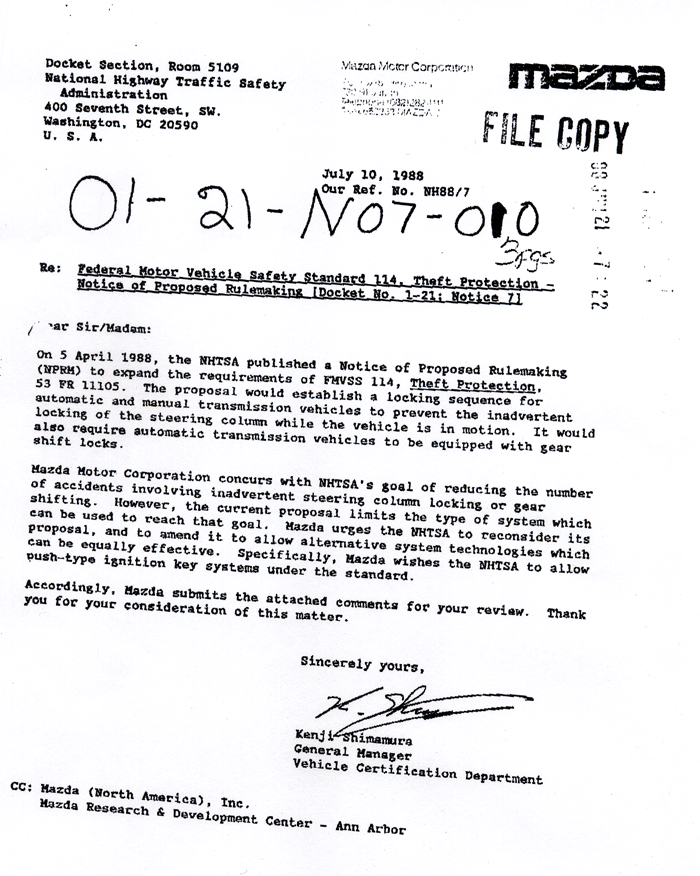 Docket Section, Room 5109
National Highway Traffic Safety
Administration
400 Seventh Street, SW.
Washington, DC 20590
U. S. A.
Mazda Motor Corporation
mazda
FILE COPY
July 10, 1988
Our Ref. No. NH88/7
01-21-N07-010
3pgs
Re: Federal Motor Vehicle Safety Standard 114, Theft Protection -
Notice of Proposed Rulemaking [Docket No. 1-21; Notice 7]
ar Sir/Madam:
On 5 April 1988, the NHTSA published a Notice of Proposed Rulemaking
(NPRM) to expand the requirements of FMVSS 114, Theft Protection,
53 FR 11105. The proposal would establish a locking sequence for
automatic and manual transmission vehicles to prevent the inadvertent
locking of the steering column while the vehicle is in motion. It would
also require automatic transmission vehicles to be equipped with gear
shift locks.
Mazda Motor Corporation concurs with NHTSA's goal of reducing the number
of accidents involving inadvertent steering column locking or gear
shifting. However, the current proposal limits the type of system which
can be used to reach that goal. Mazda urges the NHTSA to reconsider its
proposal, and to amend it to allow alternative system technologies which
can be equally effective. Specifically, Mazda wishes the NHTSA to allow
push-type ignition key systems under the standard.
Accordingly, Mazda submits the attached comments for your review. Thank
you for your consideration of this matter.
Sincerely yours,
Kenji Shimamura
General Manager
Vehicle Certification Department
CC: Mazda (North America), Inc.
Mazda Research & Development Center - Ann Arbor